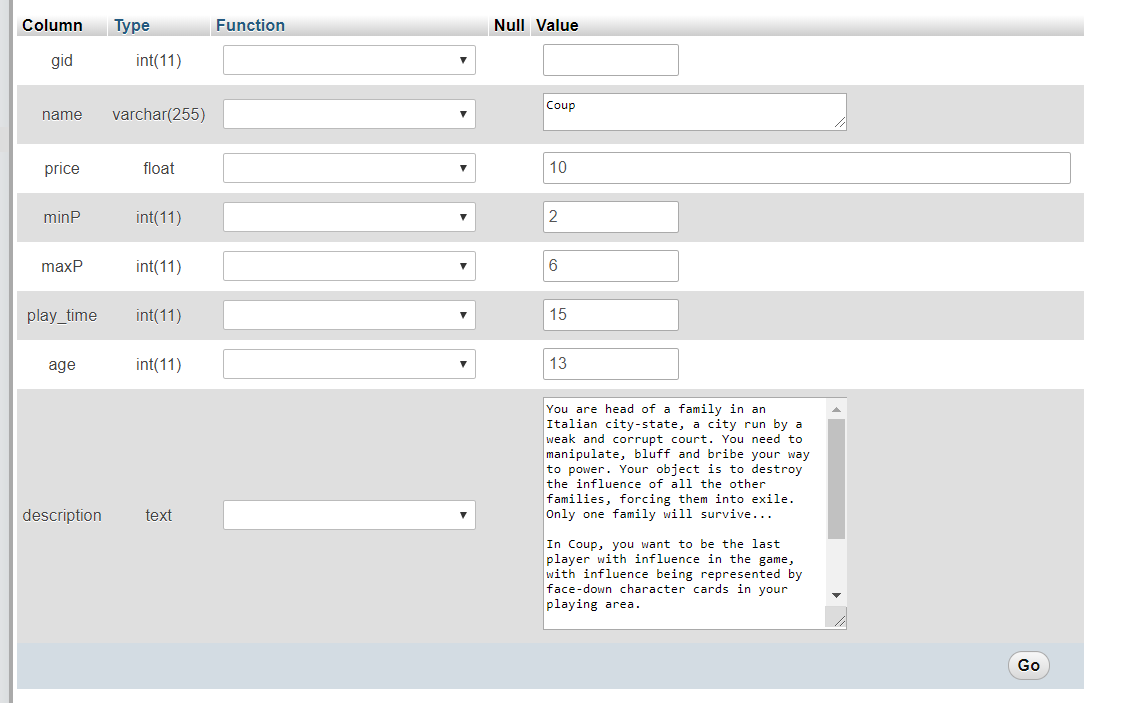 Column Type Function Null Value
gid int(11)
name varchar(255) Coup
price float 10
minP int(11) 2
maxP int(11) 6
play_time int(11) 15
age int(11) 13
description text
You are head of a family in an
Italian city-state, a city run by a
weak and corrupt court. You need to
manipulate, bluff and bribe your way
to power. Your object is to destroy
the influence of all the other
families, forcing them into exile.
Only one family will survive...
In Coup, you want to be the last
player with influence in the game,
with influence being represented by
face-down character cards in your
playing area.
Go